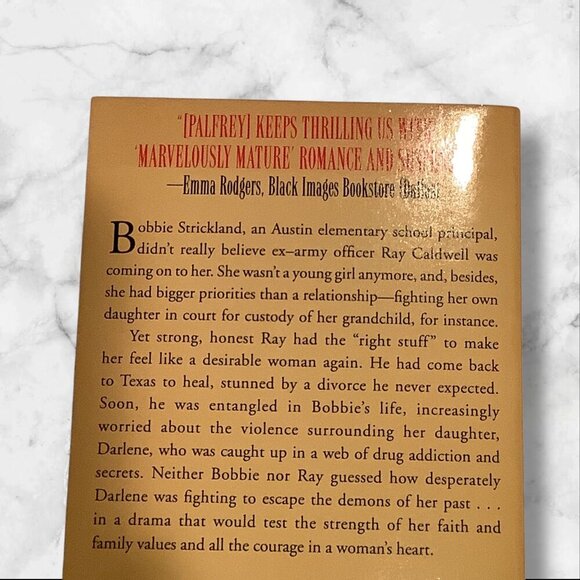 "[PALFREY] KEEPS THRILLING US WITH
'MARVELOUSLY MATURE' ROMANCE AND SUSPENSE
—Emma Rodgers, Black Images Bookstore (Dallas)
Bobbie Strickland, an Austin elementary school principal,
didn't really believe ex–army officer Ray Caldwell was
coming on to her. She wasn't a young girl anymore, and, besides,
she had bigger priorities than a relationship—fighting her own
daughter in court for custody of her grandchild, for instance.
Yet strong, honest Ray had the "right stuff" to make
her feel like a desirable woman again. He had come back
to Texas to heal, stunned by a divorce he never expected.
Soon, he was entangled in Bobbie's life, increasingly
worried about the violence surrounding her daughter,
Darlene, who was caught up in a web of drug addiction and
secrets. Neither Bobbie nor Ray guessed how desperately
Darlene was fighting to escape the demons of her past . . .
in a drama that would test the strength of her faith and
family values and all the courage in a woman's heart.